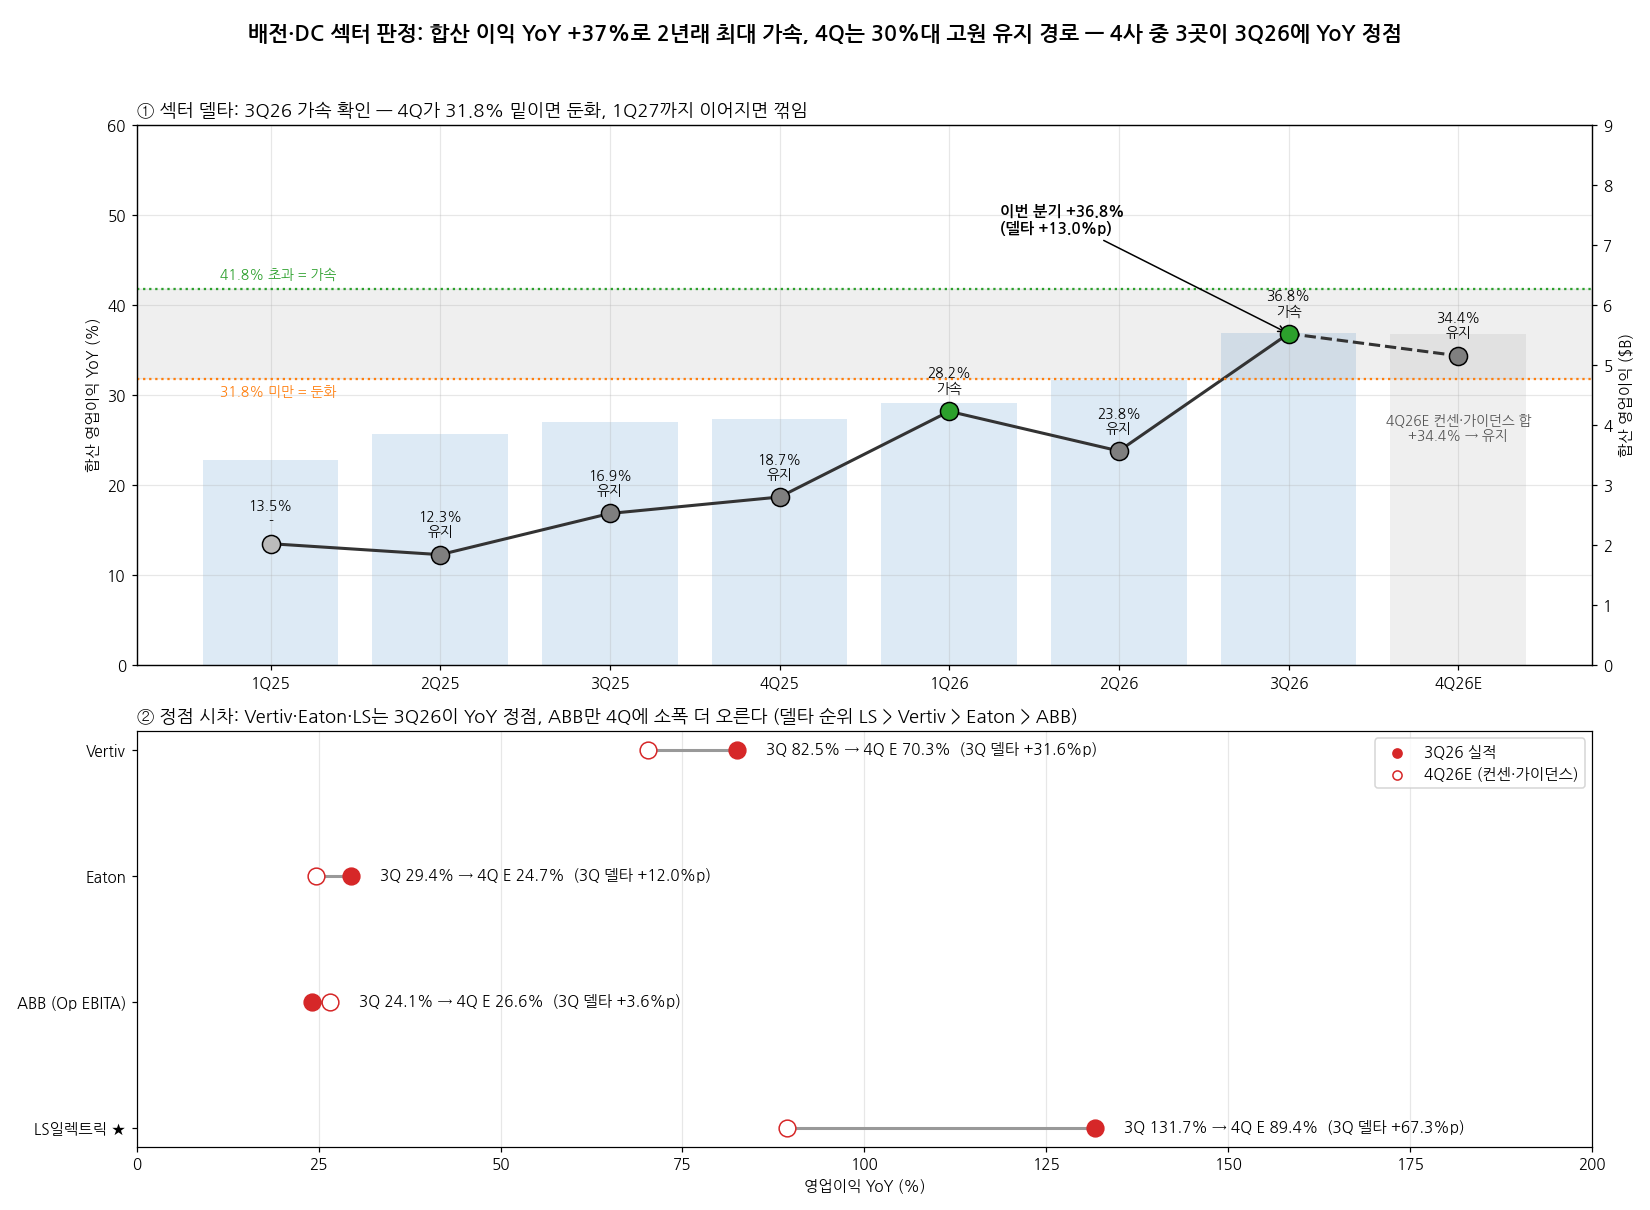 배전·DC 섹터 판정: 합산 이익 YoY +37%로 2년래 최대 가속, 4Q는 30%대 고원 유지 경로 — 4사 중 3곳이 3Q26에 YoY 정점
① 섹터 델타: 3Q26 가속 확인 — 4Q가 31.8% 밑이면 둔화, 1Q27까지 이어지면 꺾임
합산 영업이익 YoY (%)
60
50
40
30
20
10
0
41.8% 초과 = 가속
31.8% 미만 = 둔화
이번 분기 +36.8%
(델타 +13.0%p)
13.5%
-
12.3%
유지
16.9%
유지
18.7%
유지
28.2%
가속
23.8%
유지
36.8%
가속
34.4%
유지
4Q26E 컨센·가이던스 합
+34.4% → 유지
9
8
7
6
5
4
3
2
1
0
합산 영업이익 ($B)
1Q25
2Q25
3Q25
4Q25
1Q26
2Q26
3Q26
4Q26E
② 정점 시차: Vertiv·Eaton·LS는 3Q26이 YoY 정점, ABB만 4Q에 소폭 더 오른다 (델타 순위 LS > Vertiv > Eaton > ABB)
3Q26 실적
4Q26E (컨센·가이던스)
Vertiv
3Q 82.5% → 4Q E 70.3% (3Q 델타 +31.6%p)
Eaton
3Q 29.4% → 4Q E 24.7% (3Q 델타 +12.0%p)
ABB (Op EBITA)
3Q 24.1% → 4Q E 26.6% (3Q 델타 +3.6%p)
LS일렉트릭 ★
3Q 131.7% → 4Q E 89.4% (3Q 델타 +67.3%p)
0
25
50
75
100
125
150
175
200
영업이익 YoY (%)